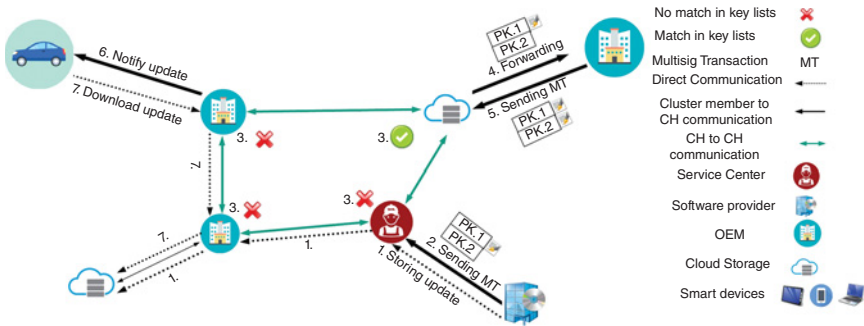 No match in key lists
Match in key lists
Multisig Transaction MT
Direct Communication
Cluster member to
CH communication
CH to CH
communication
Service Center
Software provider
OEM
Cloud Storage
Smart devices
6. Notify update
7. Download update
PK.1
PK.2
4. Forwarding
5. Sending MT
PK.1
PK.2
3.
3.
7.
3.
3.
PK.1
PK.2
2. Sending MT
1. Storing update
1.
7.
1.